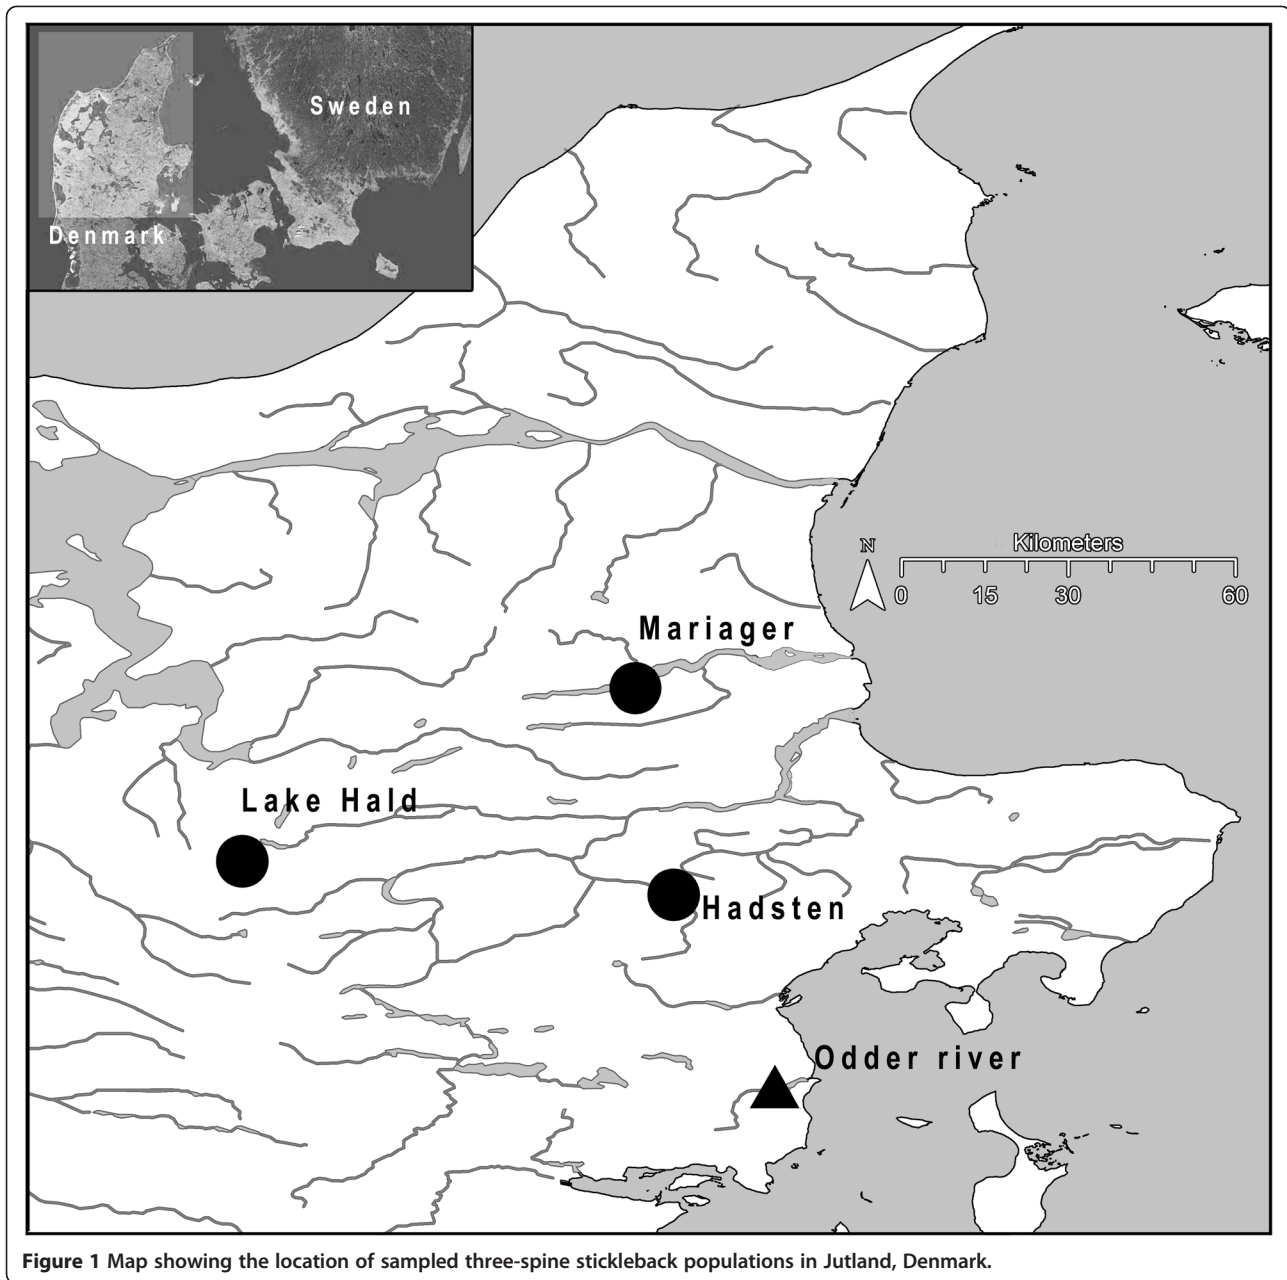 Sweden
Denmark
Kilometers
N
0 15 30 60
Mariager
Lake Hald
Hadsten
Odder river
Figure 1 Map showing the location of sampled three-spine stickleback populations in Jutland, Denmark.